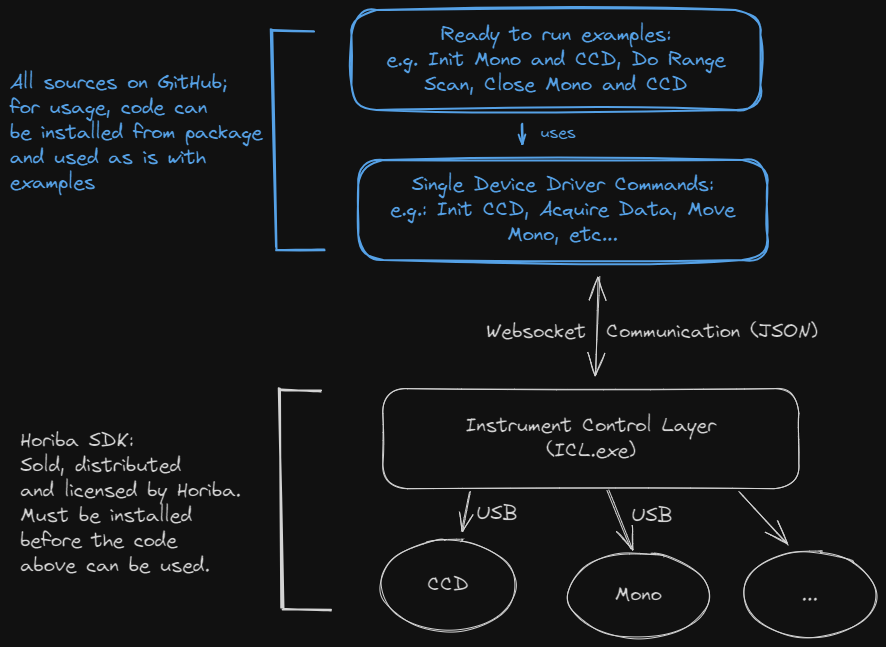 Ready to run examples:
e.g. Init Mono and CCD, Do Range
Scan, Close Mono and CCD
All sources on GitHub;
for usage, code can
be installed from package
and used as is with
examples
uses
Single Device Driver Commands:
e.g.: Init CCD, Acquire Data, Move
Mono, etc...
Websocket Communication (JSON)
Instrument Control Layer
(ICL.exe)
Horiba SDK:
Sold, distributed
and licensed by Horiba.
Must be installed
before the code
above can be used.
USB
USB
CCD
Mono
...